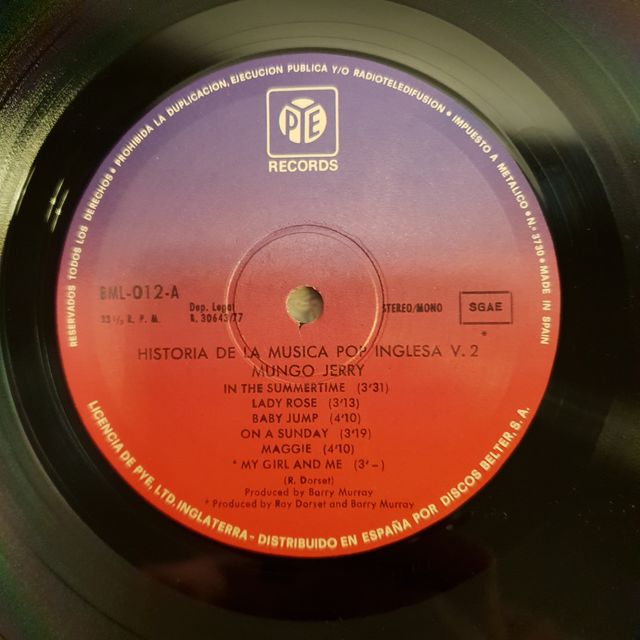 RESERVADOS TODOS LOS DERECHOS • PROHIBIDA LA DUPLICACION, EJECUCION PUBLICA Y/O RADIOTELEDIFUSION • IMPUESTO A METALICO • N.º 3730 • MADE IN SPAIN
PYE
RECORDS
BML-012-A
33 1/3 R. P. M.
Dep. Legal
B. 30643/77
STEREO/MONO
SGAE
*
HISTORIA DE LA MUSICA POP INGLESA V. 2
MUNGO JERRY
IN THE SUMMERTIME (3'31)
LADY ROSE (3'13)
BABY JUMP (4'10)
ON A SUNDAY (3'19)
MAGGIE (4'10)
* MY GIRL AND ME (3'-)
(R. Dorset)
Produced by Barry Murray
* Produced by Ray Dorset and Barry Murray
LICENCIA DE PYE, LTD. INGLATERRA - DISTRIBUIDO EN ESPAÑA POR DISCOS BELTER, S. A.